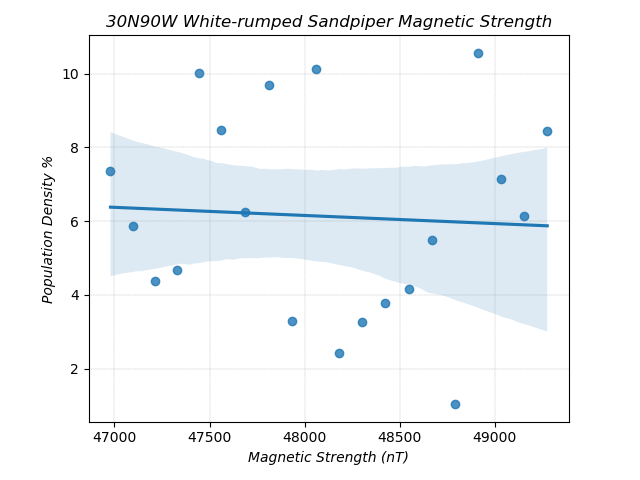 30N90W White-rumped Sandpiper Magnetic Strength
10
8
6
4
2
Population Density %
47000 47500 48000 48500 49000
Magnetic Strength (nT)